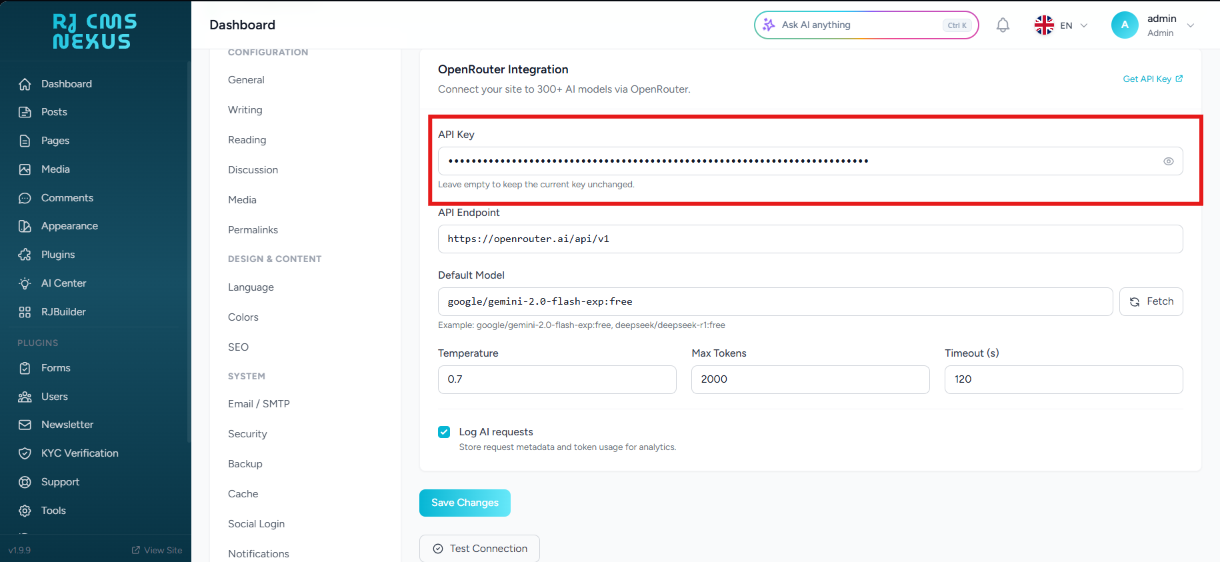 RJ CMS
NEXUS
Dashboard
Posts
Pages
Media
Comments
Appearance
Plugins
AI Center
RJBuilder
PLUGINS
Forms
Users
Newsletter
KYC Verification
Support
Tools
v1.9.9
View Site
Dashboard
Ask AI anything
Ctrl K
EN
A
admin
Admin
CONFIGURATION
General
Writing
Reading
Discussion
Media
Permalinks
DESIGN & CONTENT
Language
Colors
SEO
SYSTEM
Email / SMTP
Security
Backup
Cache
Social Login
Notifications
OpenRouter Integration
Connect your site to 300+ AI models via OpenRouter.
Get API Key
API Key
Leave empty to keep the current key unchanged.
API Endpoint
https://openrouter.ai/api/v1
Default Model
google/gemini-2.0-flash-exp:free
Fetch
Example: google/gemini-2.0-flash-exp:free, deepseek/deepseek-r1:free
Temperature
0.7
Max Tokens
2000
Timeout (s)
120
Log AI requests
Store request metadata and token usage for analytics.
Save Changes
Test Connection